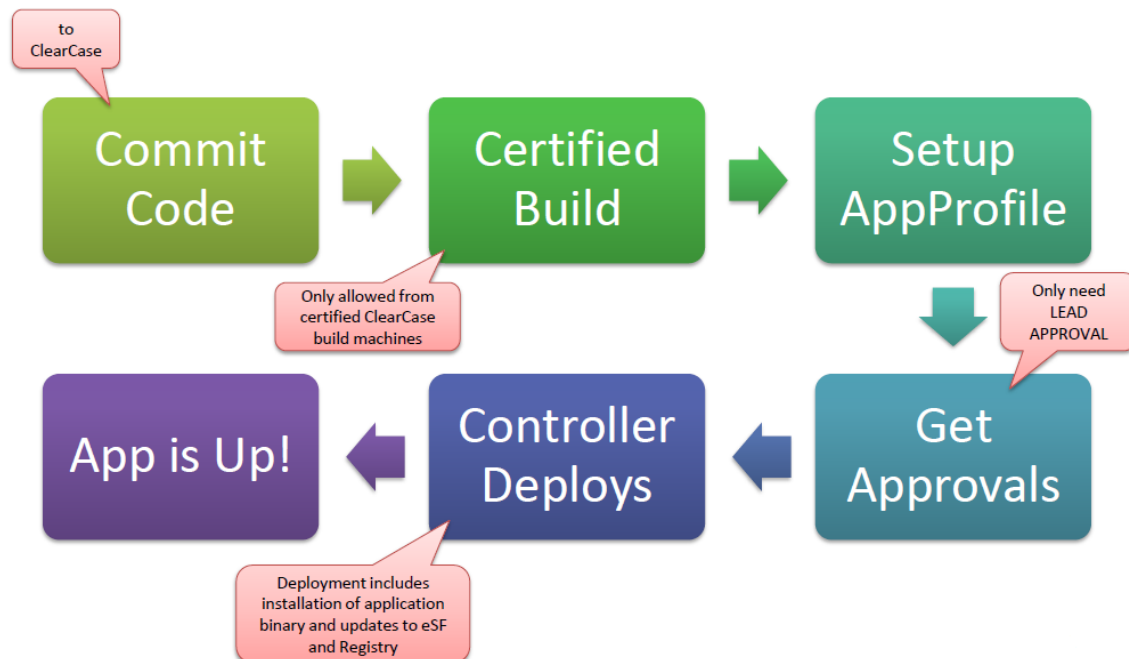 to
ClearCase
Commit
Code
Certified
Build
Setup
AppProfile
Only allowed from
certified ClearCase
build machines
Only need
LEAD
APPROVAL
App is Up!
Controller
Deploys
Get
Approvals
Deployment includes
installation of application
binary and updates to eSF
and Registry